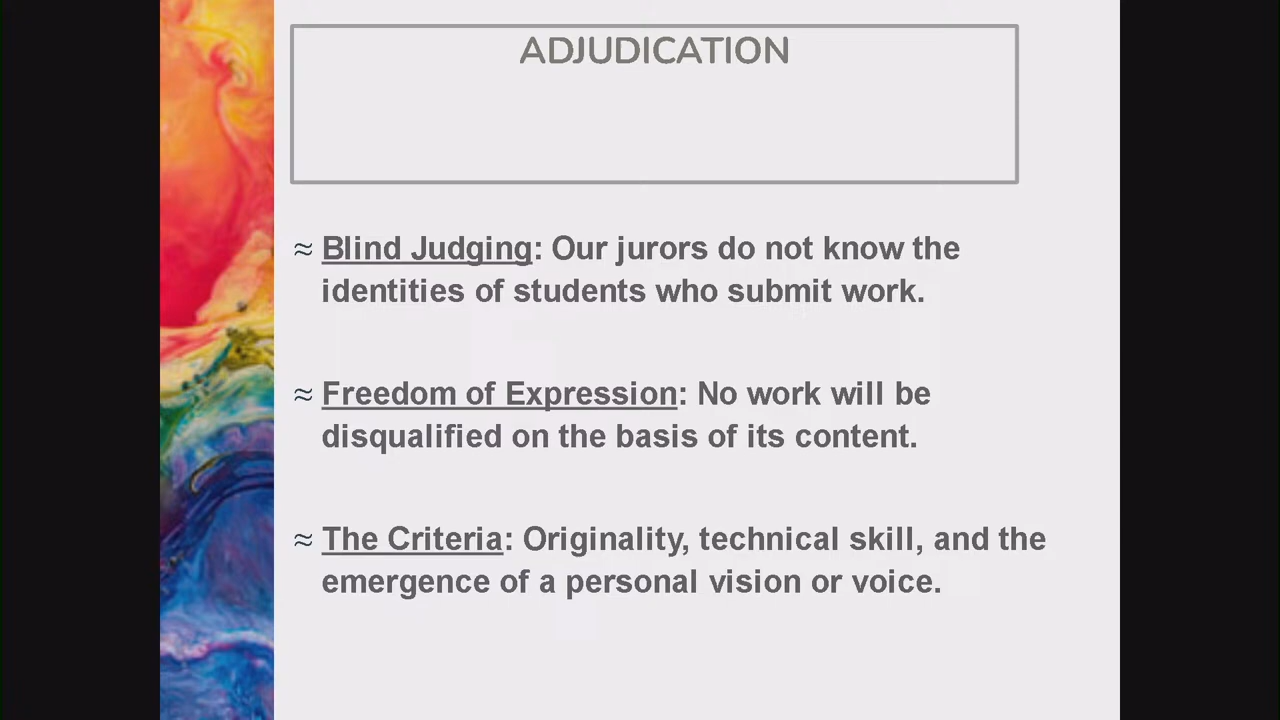 ADJUDICATION
≈ Blind Judging: Our jurors do not know the
identities of students who submit work.
≈ Freedom of Expression: No work will be
disqualified on the basis of its content.
≈ The Criteria: Originality, technical skill, and the
emergence of a personal vision or voice.